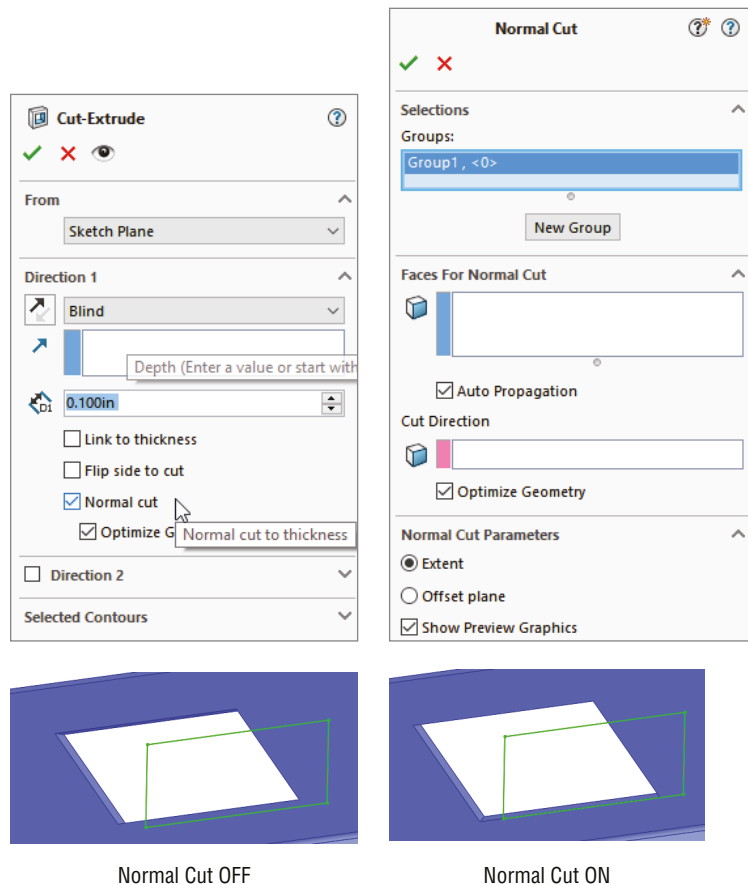 Cut-Extrude
From
Sketch Plane
Direction 1
Blind
Depth (Enter a value or start with
D1
0.100in
Link to thickness
Flip side to cut
Normal cut
Optimize G
Normal cut to thickness
Direction 2
Selected Contours
Normal Cut
Selections
Groups:
Group1 , <0>
New Group
Faces For Normal Cut
Auto Propagation
Cut Direction
Optimize Geometry
Normal Cut Parameters
Extent
Offset plane
Show Preview Graphics
Normal Cut OFF
Normal Cut ON